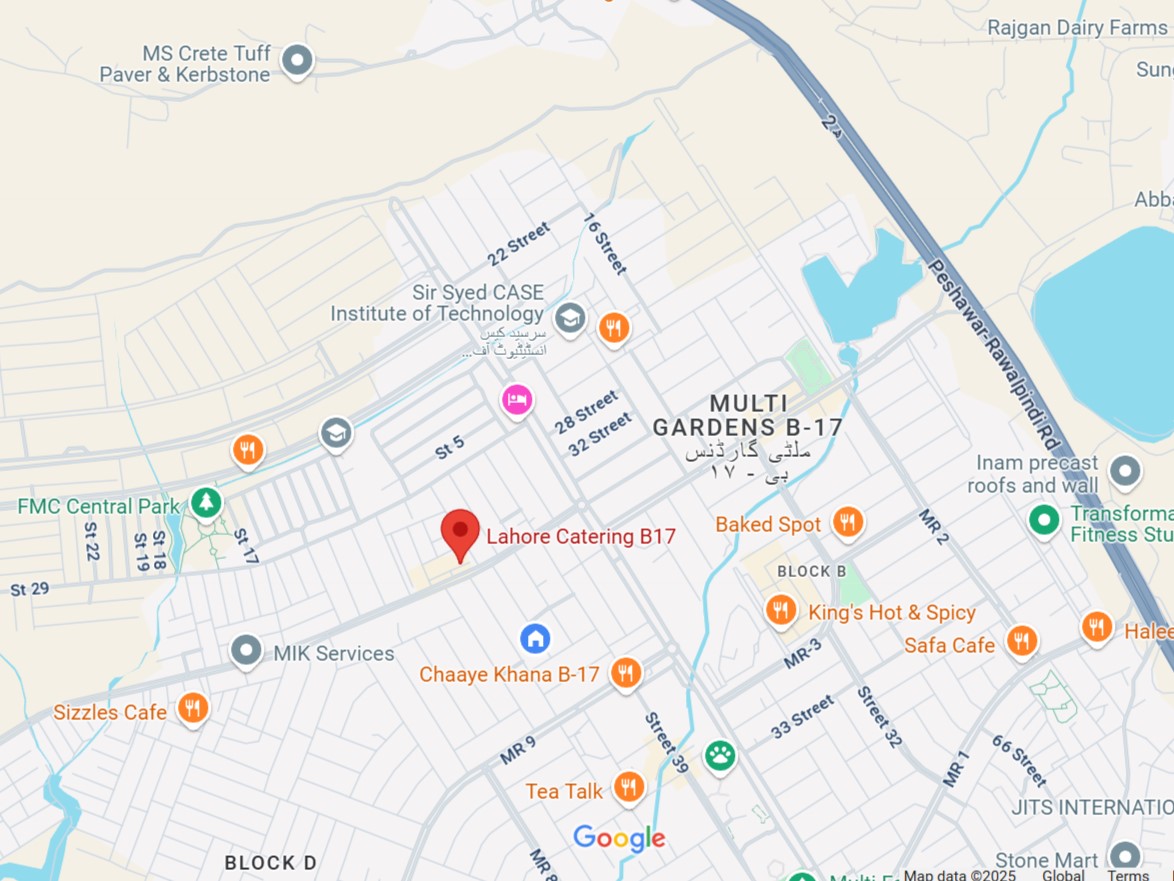 Rajgan Dairy Farms
MS Crete Tuff
Paver & Kerbstone
Sung
2
Abba
16 Street
22 Street
Peshawar-Rawalpindi Rd
Sir Syed CASE
Institute of Technology
سرسید کیس
انسٹیٹیوٹ آف...
28 Street
32 Street
MULTI
GARDENS B-17
ملٹی گارڈنس
بی - ١٧
St 5
Inam precast
roofs and wall
FMC Central Park
St 22
St 19
St 18
St 17
Lahore Catering B17
Baked Spot
MR 2
Transforma
Fitness Stu
BLOCK B
St 29
King's Hot & Spicy
Halee
Safa Cafe
MIK Services
MR-3
Chaaye Khana B-17
Sizzles Cafe
33 Street
Street 32
Street 39
MR 9
MR 1
66 Street
Tea Talk
JITS INTERNATIO
Google
BLOCK D
MR 8
Stone Mart
Map data ©2025 Global Terms